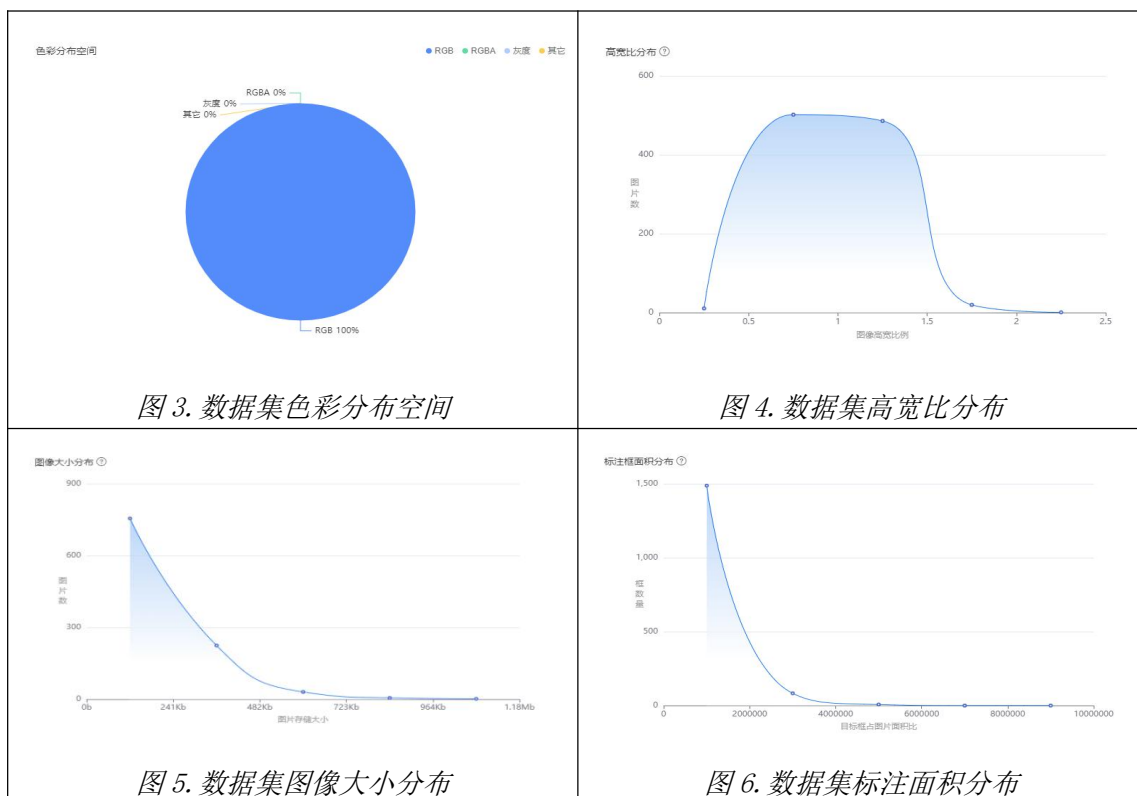 色彩分布空间
RGB RGBA 灰度 其它
RGBA 0%
灰度 0%
其它 0%
RGB 100%
图 3. 数据集色彩分布空间
高宽比分布
600
400
200
0
图片数
0 0.5 1 1.5 2 2.5
图像高宽比例
图 4. 数据集高宽比分布
图像大小分布
900
600
300
0
图片数
0b 241Kb 482Kb 723Kb 964Kb 1.18Mb
图片存储大小
图 5. 数据集图像大小分布
标注框面积分布
1,500
1,000
500
0
框数量
0 2000000 4000000 6000000 8000000 10000000
目标框占图片面积比
图 6. 数据集标注面积分布